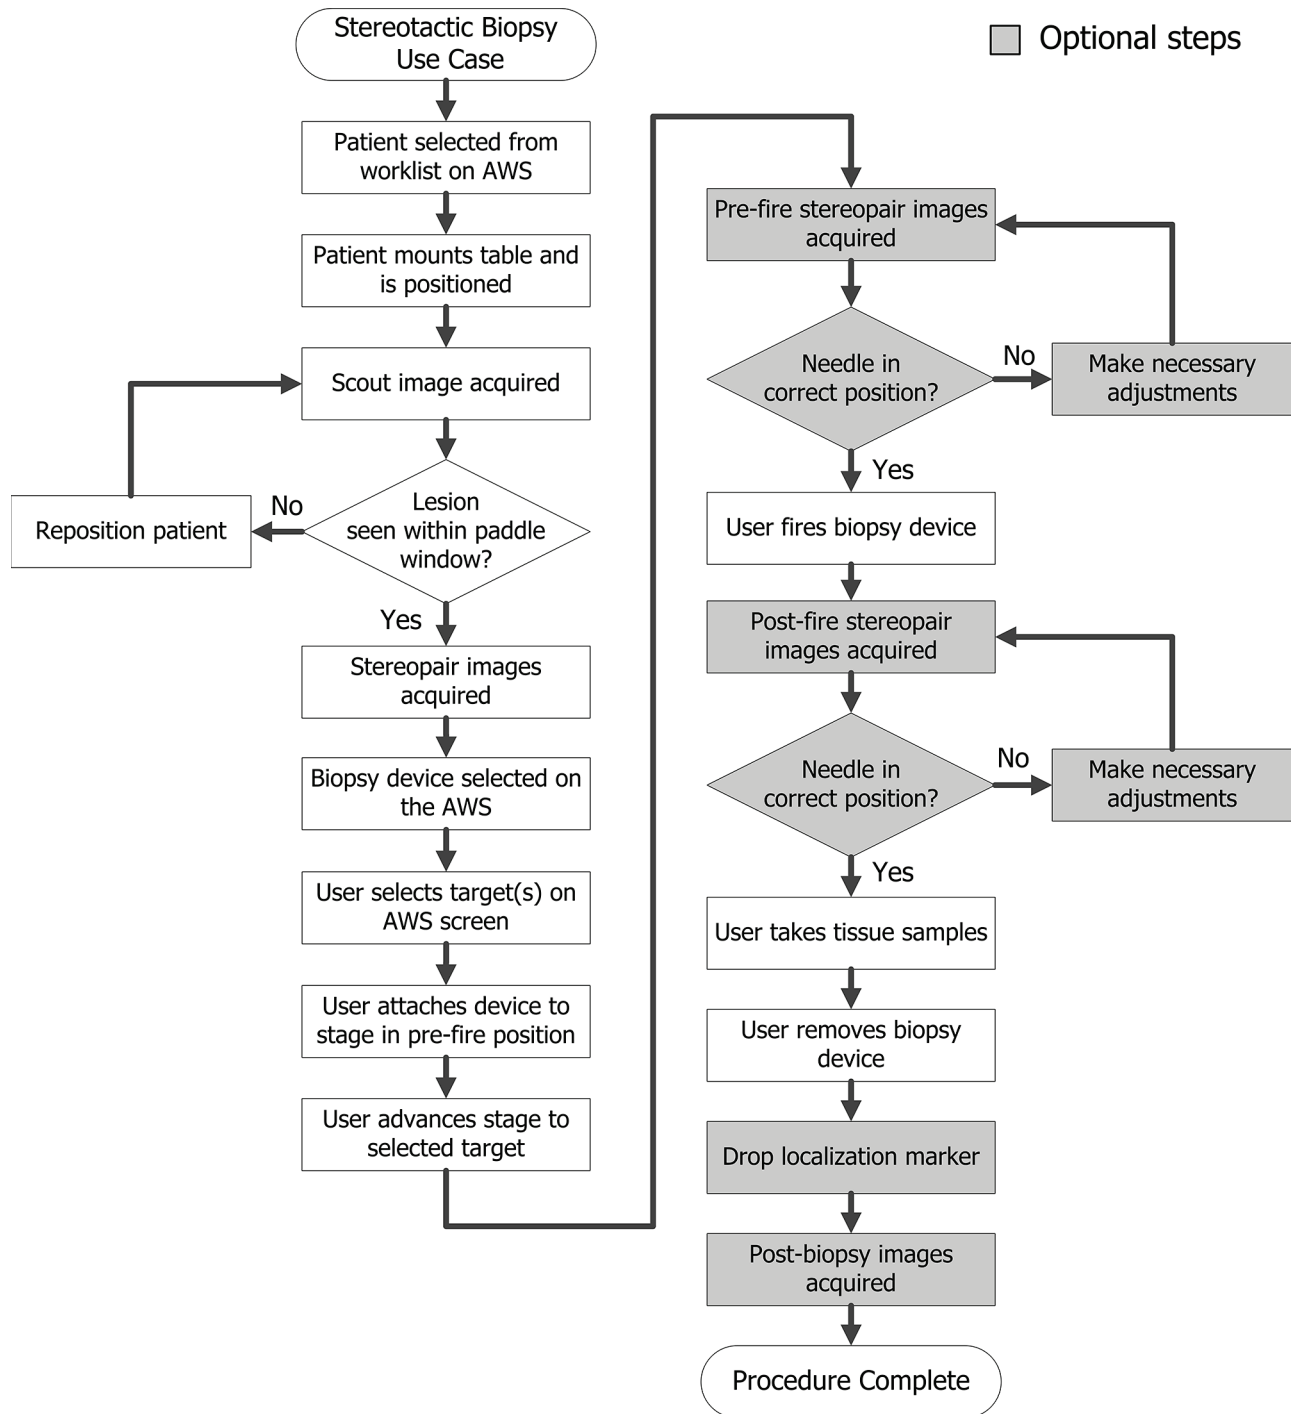 Stereotactic Biopsy
Use Case
Patient selected from
worklist on AWS
Patient mounts table and
is positioned
Scout image acquired
Lesion
seen within paddle
window?
No
Reposition patient
Yes
Stereopair images
acquired
Biopsy device selected on
the AWS
User selects target(s) on
AWS screen
User attaches device to
stage in pre-fire position
User advances stage to
selected target
Optional steps
Pre-fire stereopair images
acquired
Needle in
correct position?
No
Make necessary
adjustments
Yes
User fires biopsy device
Post-fire stereopair
images acquired
Needle in
correct position?
No
Make necessary
adjustments
Yes
User takes tissue samples
User removes biopsy
device
Drop localization marker
Post-biopsy images
acquired
Procedure Complete